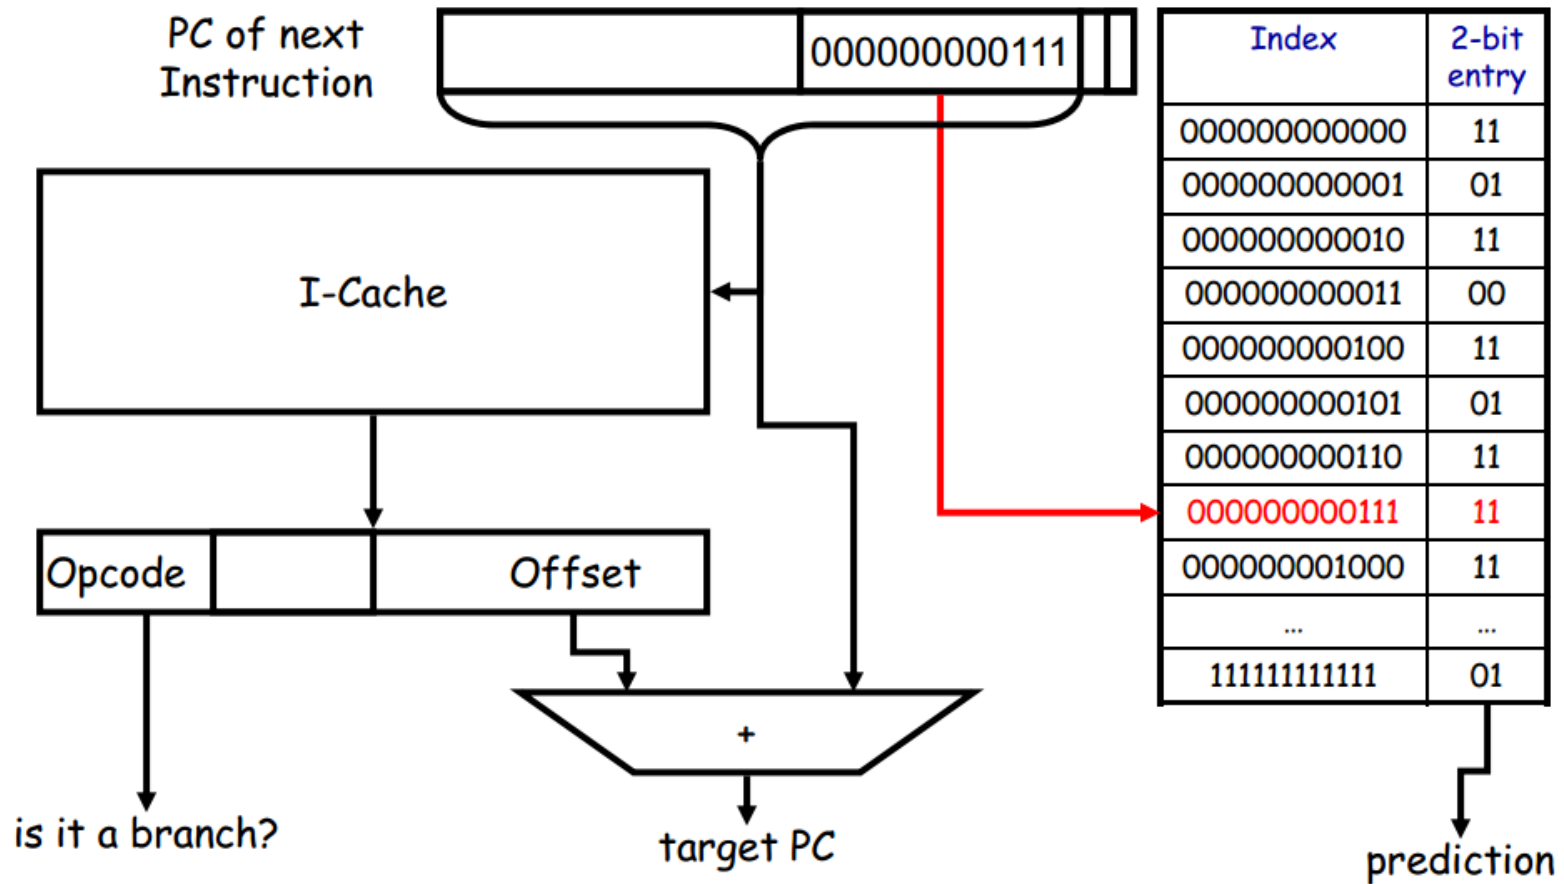 PC of next
Instruction
000000000111
I-Cache
Opcode
Offset
+
is it a branch?
target PC
Index 2-bit
entry
000000000000 11
000000000001 01
000000000010 11
000000000011 00
000000000100 11
000000000101 01
000000000110 11
000000000111 11
000000001000 11
... ...
111111111111 01
prediction